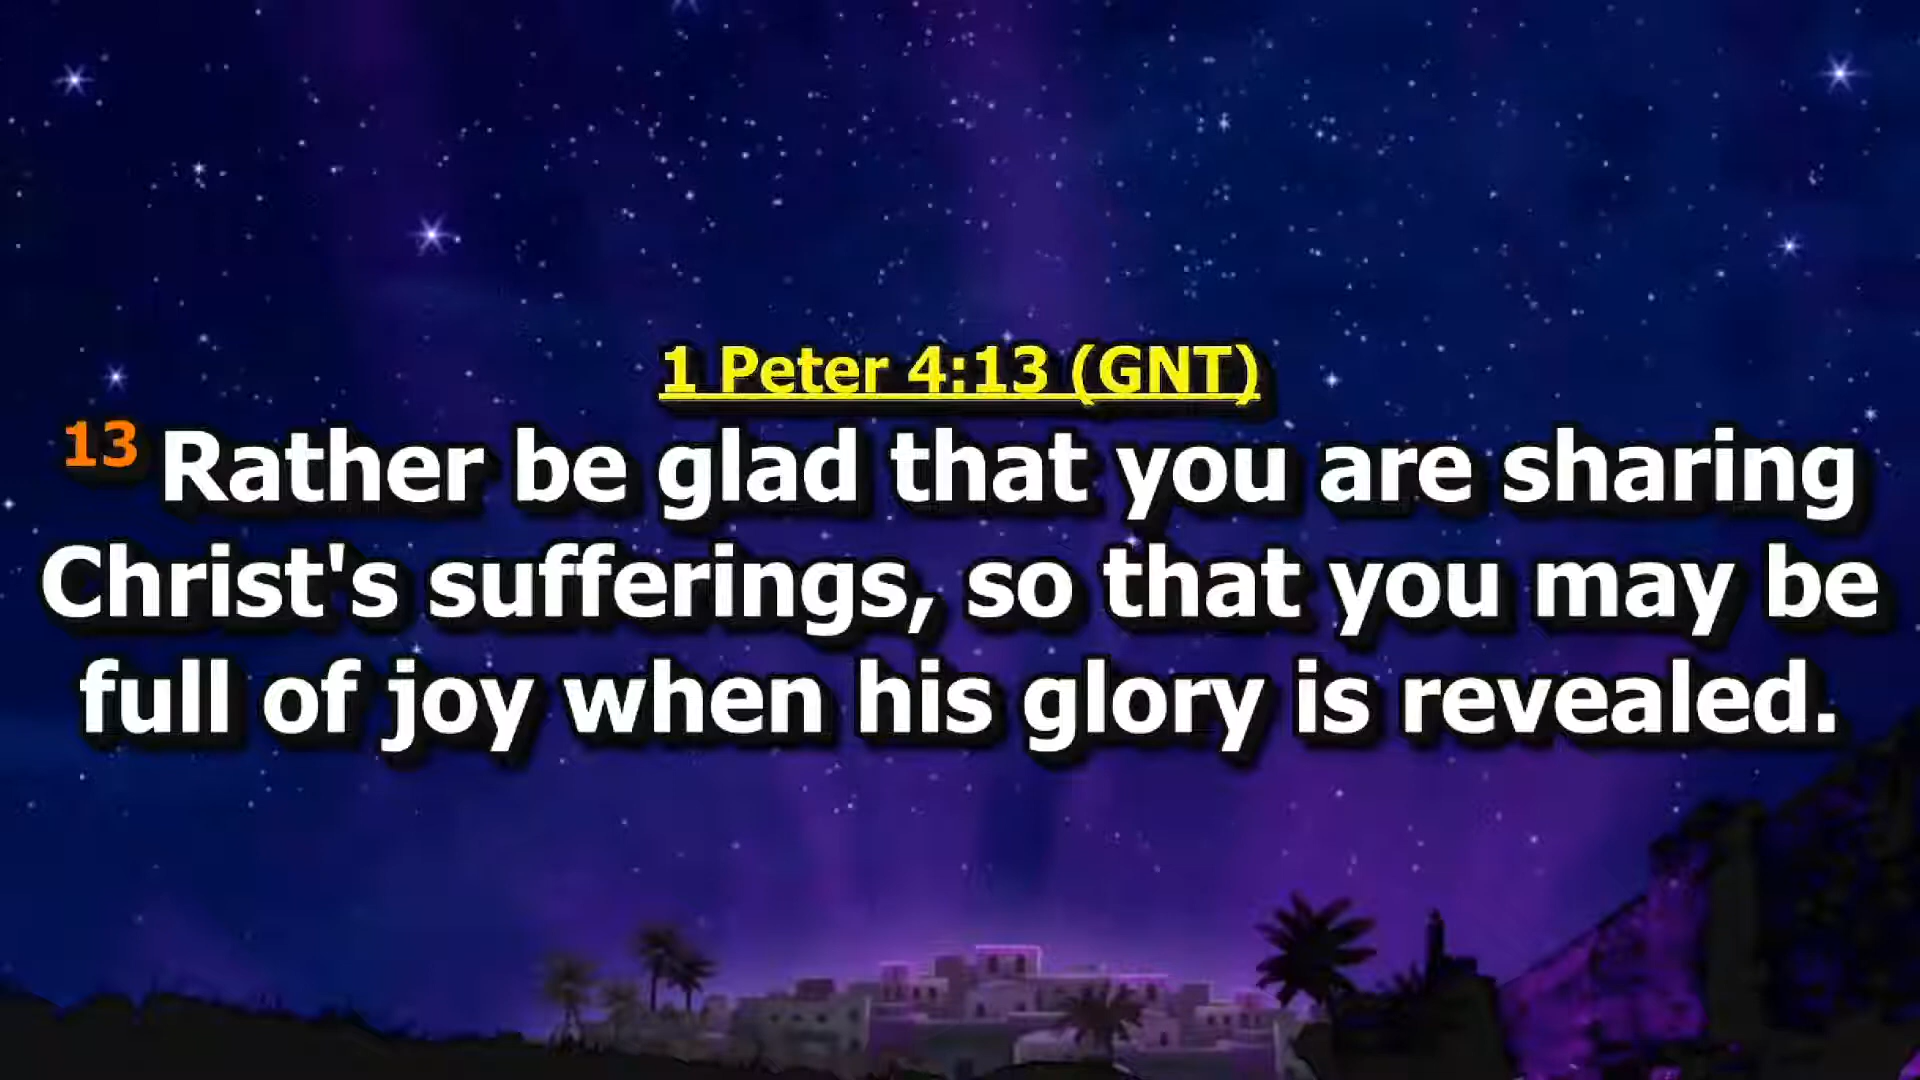 1 Peter 4:13 (GNT)
13 Rather be glad that you are sharing
Christ's sufferings, so that you may be
full of joy when his glory is revealed.